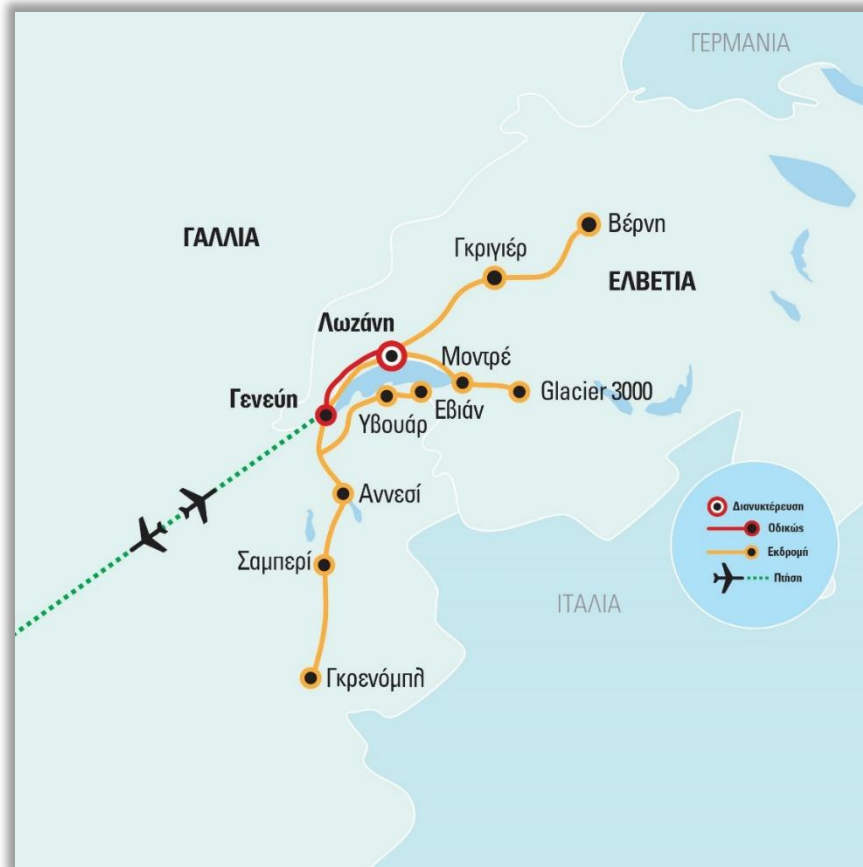 ΓΕΡΜΑΝΙΑ
ΓΑΛΛΙΑ
Βέρνη
Γκριγιέρ
ΕΛΒΕΤΙΑ
Λωζάνη
Μοντρέ
Γενεύη
Glacier 3000
Εβιάν
Υβουάρ
Αννεσί
Διανυκτέρευση
Οδικώς
Εκδρομή
Πτήση
Σαμπερί
ΙΤΑΛΙΑ
Γκρενόμπλ